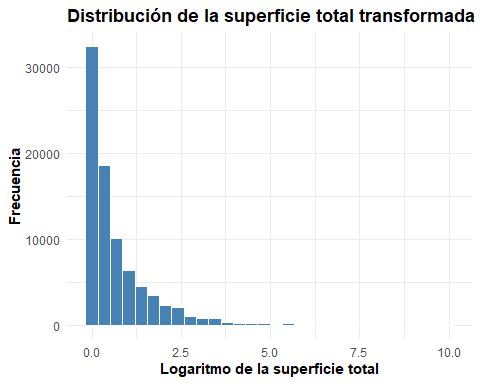 Distribución de la superficie total transformada
Frecuencia
30000
20000
10000
0
0.0 2.5 5.0 7.5 10.0
Logaritmo de la superficie total